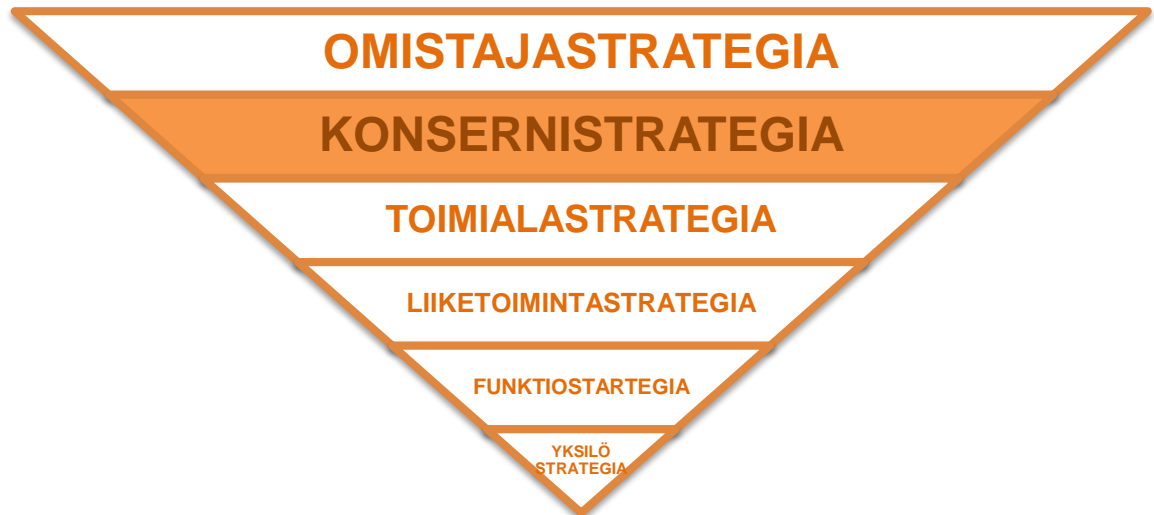 OMISTAJASTRATEGIA
KONSERNISTRATEGIA
TOIMIALASTRATEGIA
LIIKETOIMINTASTRATEGIA
FUNKTIOSTARTEGIA
YKSILÖ
STRATEGIA